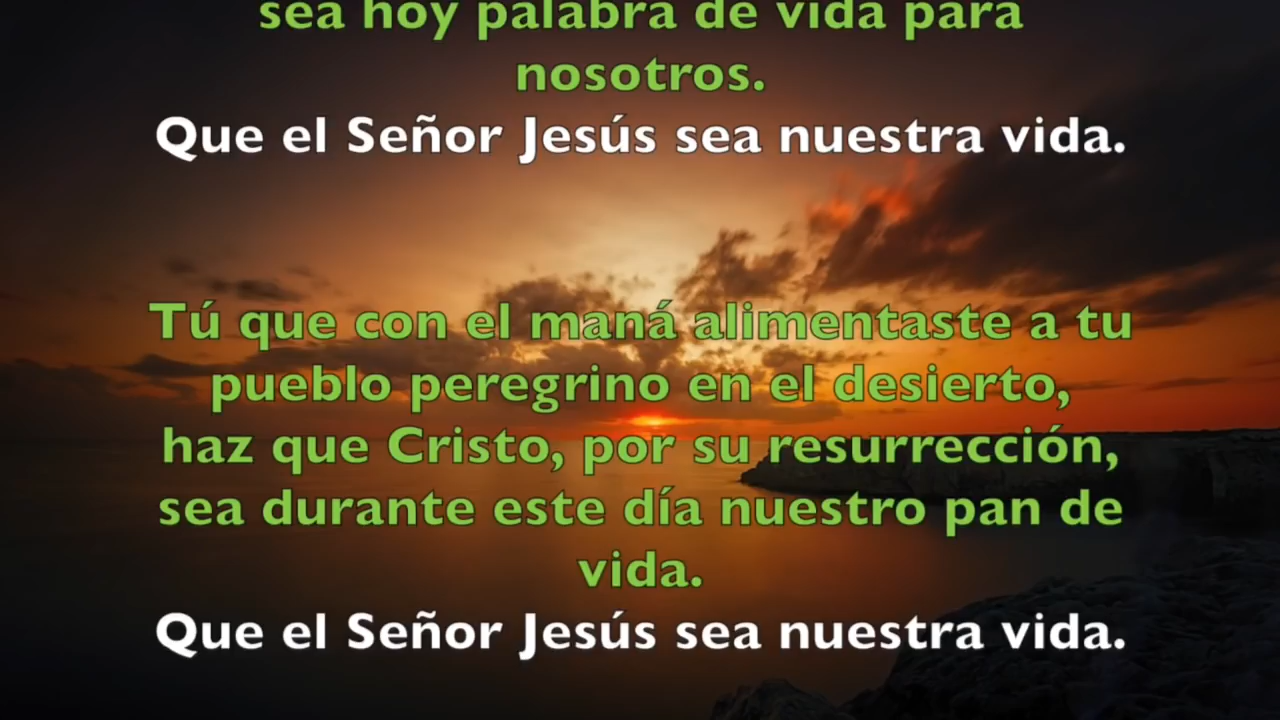 sea hoy palabra de vida para
nosotros.
Que el Señor Jesús sea nuestra vida.
Tú que con el maná alimentaste a tu
pueblo peregrino en el desierto,
haz que Cristo, por su resurrección,
sea durante este día nuestro pan de
vida.
Que el Señor Jesús sea nuestra vida.